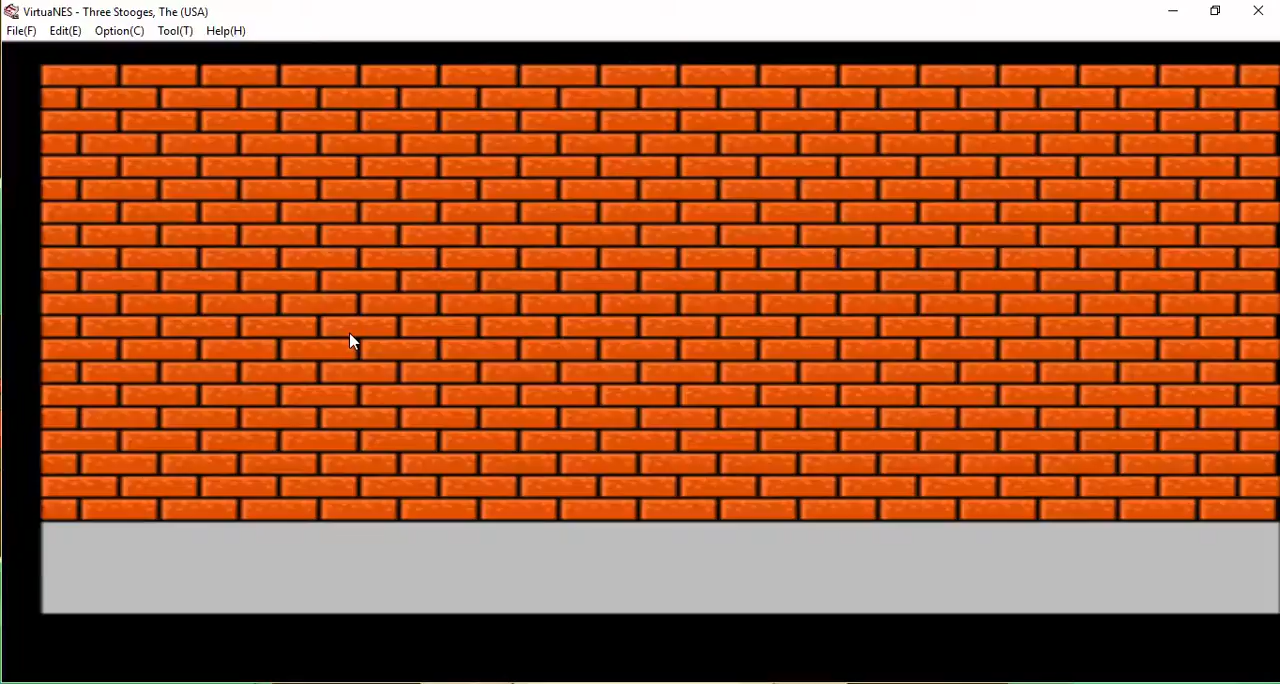 VirtuaNES - Three Stooges, The (USA)
File(F) Edit(E) Option(C) Tool(T) Help(H)